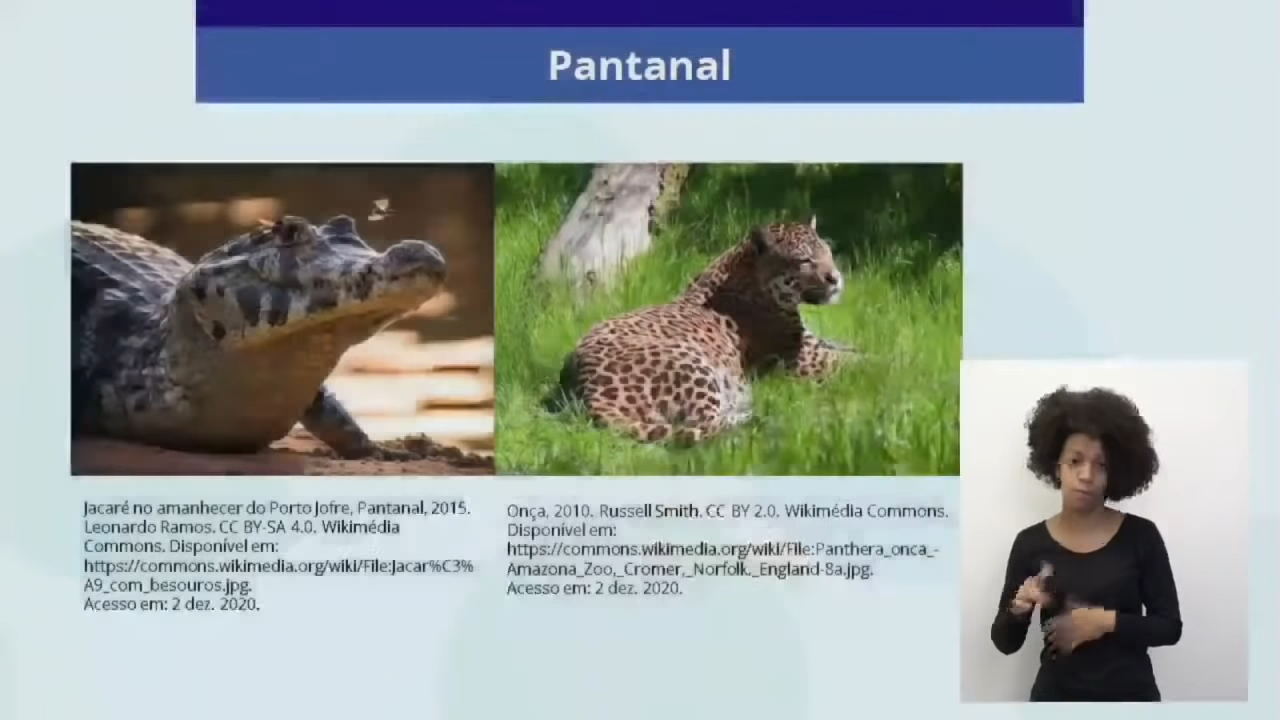 Pantanal
Jacaré no amanhecer do Porto Jofre, Pantanal, 2015.
Leonardo Ramos. CC BY-SA 4.0. Wikimédia
Commons. Disponível em:
https://commons.wikimedia.org/wiki/File:Jacar%C3%
A9_com_besouros.jpg.
Acesso em: 2 dez. 2020.
Onça, 2010. Russell Smith. CC BY 2.0. Wikimédia Commons.
Disponível em:
https://commons.wikimedia.org/wiki/File:Panthera_onca_-
Amazona_Zoo,_Cromer,_Norfolk,_England-8a.jpg.
Acesso em: 2 dez. 2020.